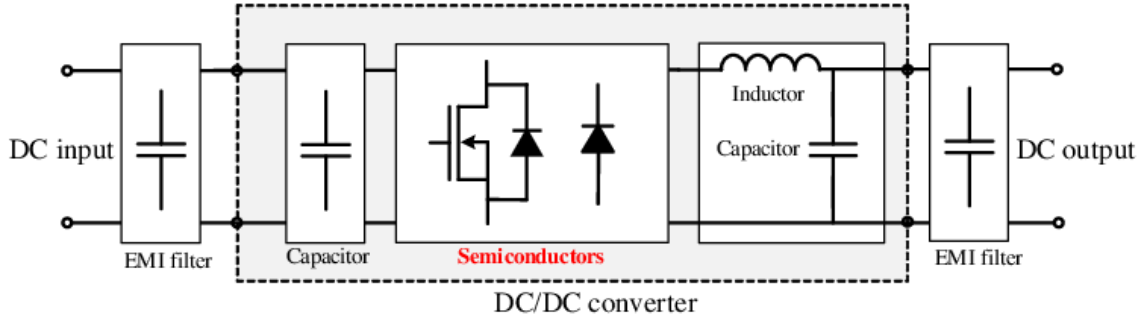 DC input
EMI filter
Capacitor
Semiconductors
Inductor
Capacitor
EMI filter
DC output
DC/DC converter